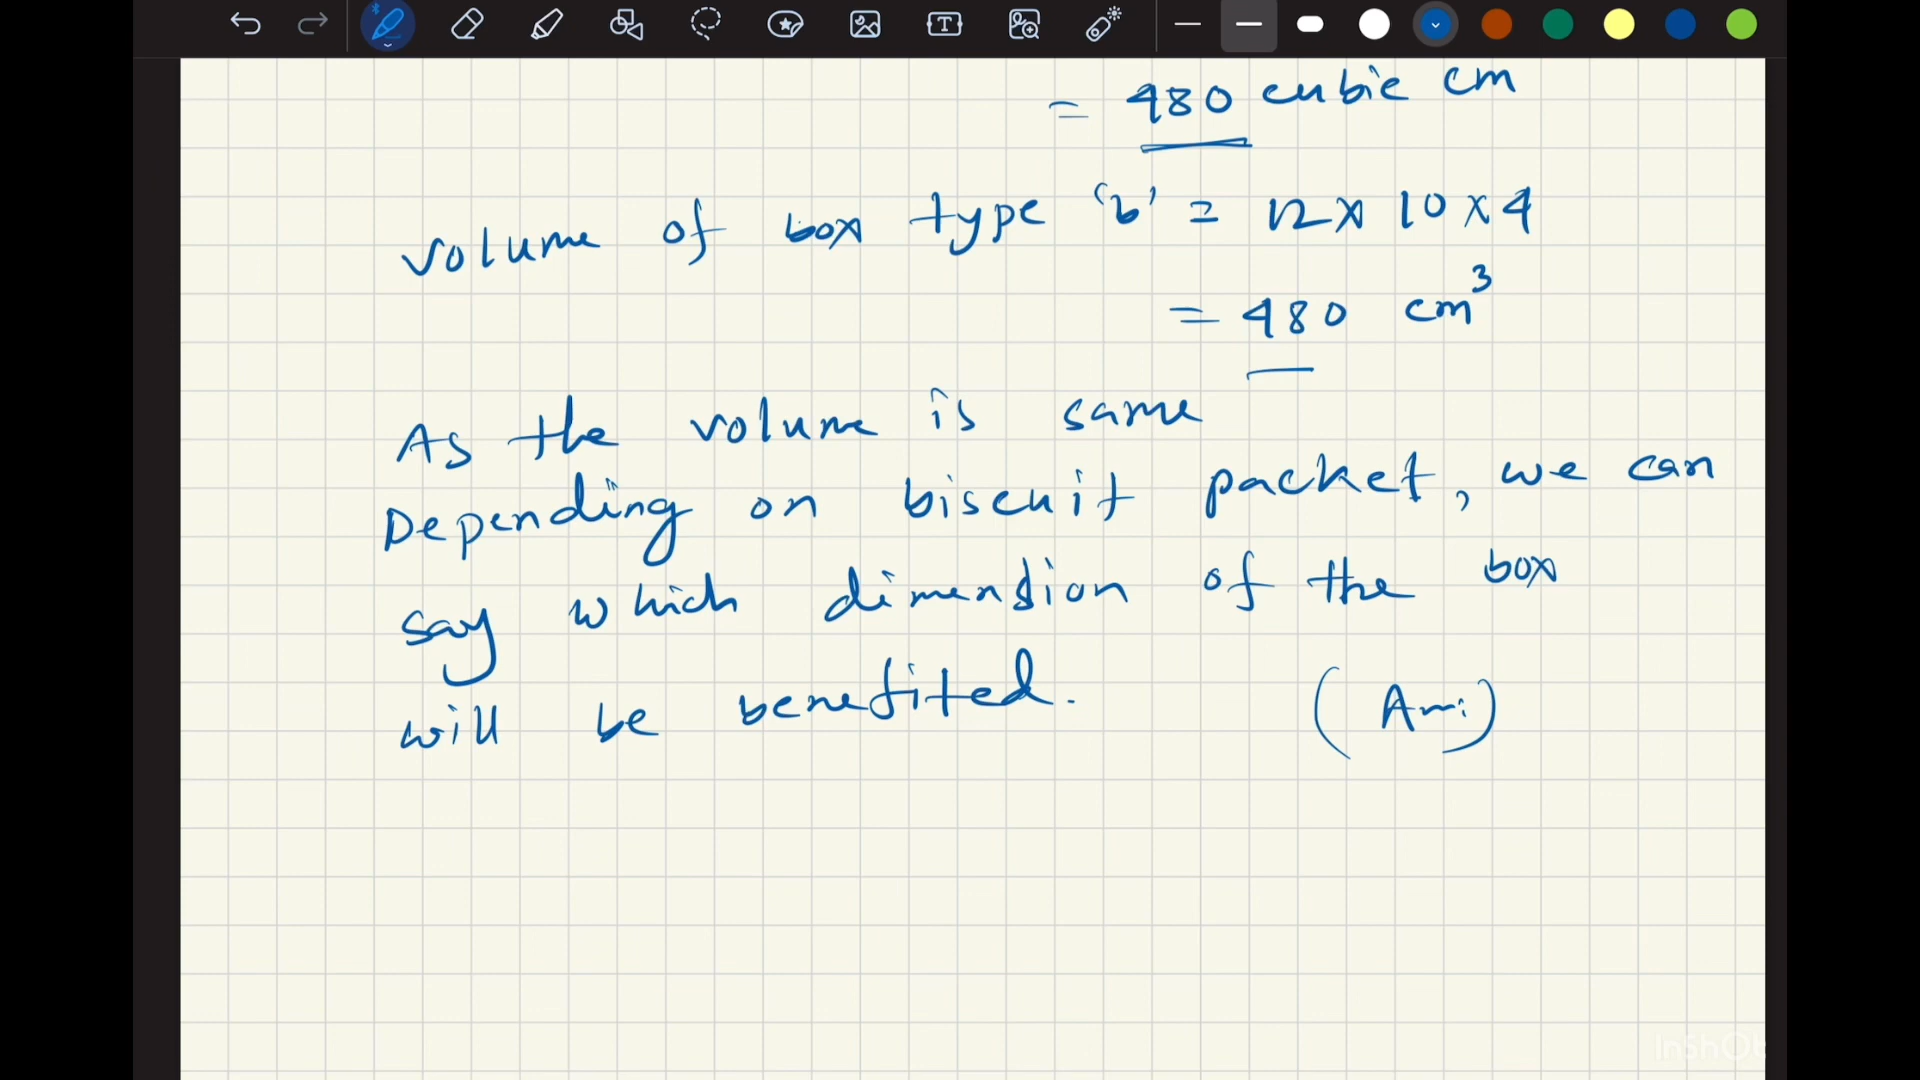 = 480 cubic cm
volume of box type 'b' = 12 x 10 x 4
= 480 cm³
As the volume is same
Depending on biscuit packet, we can
say which dimension of the box
will be benefited. (Ans)
InShOt